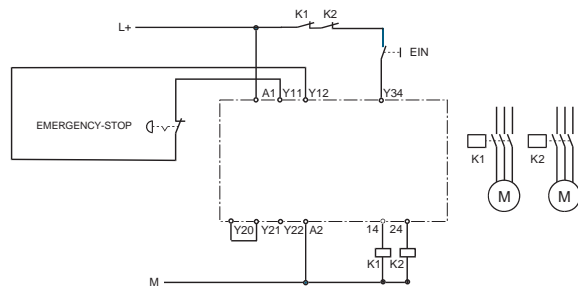 K1 K2
L+
EIN
A1 Y11 Y12 Y34
EMERGENCY-STOP
K1 K2
M M
Y20 Y21 Y22 A2 14 24
K1 K2
M